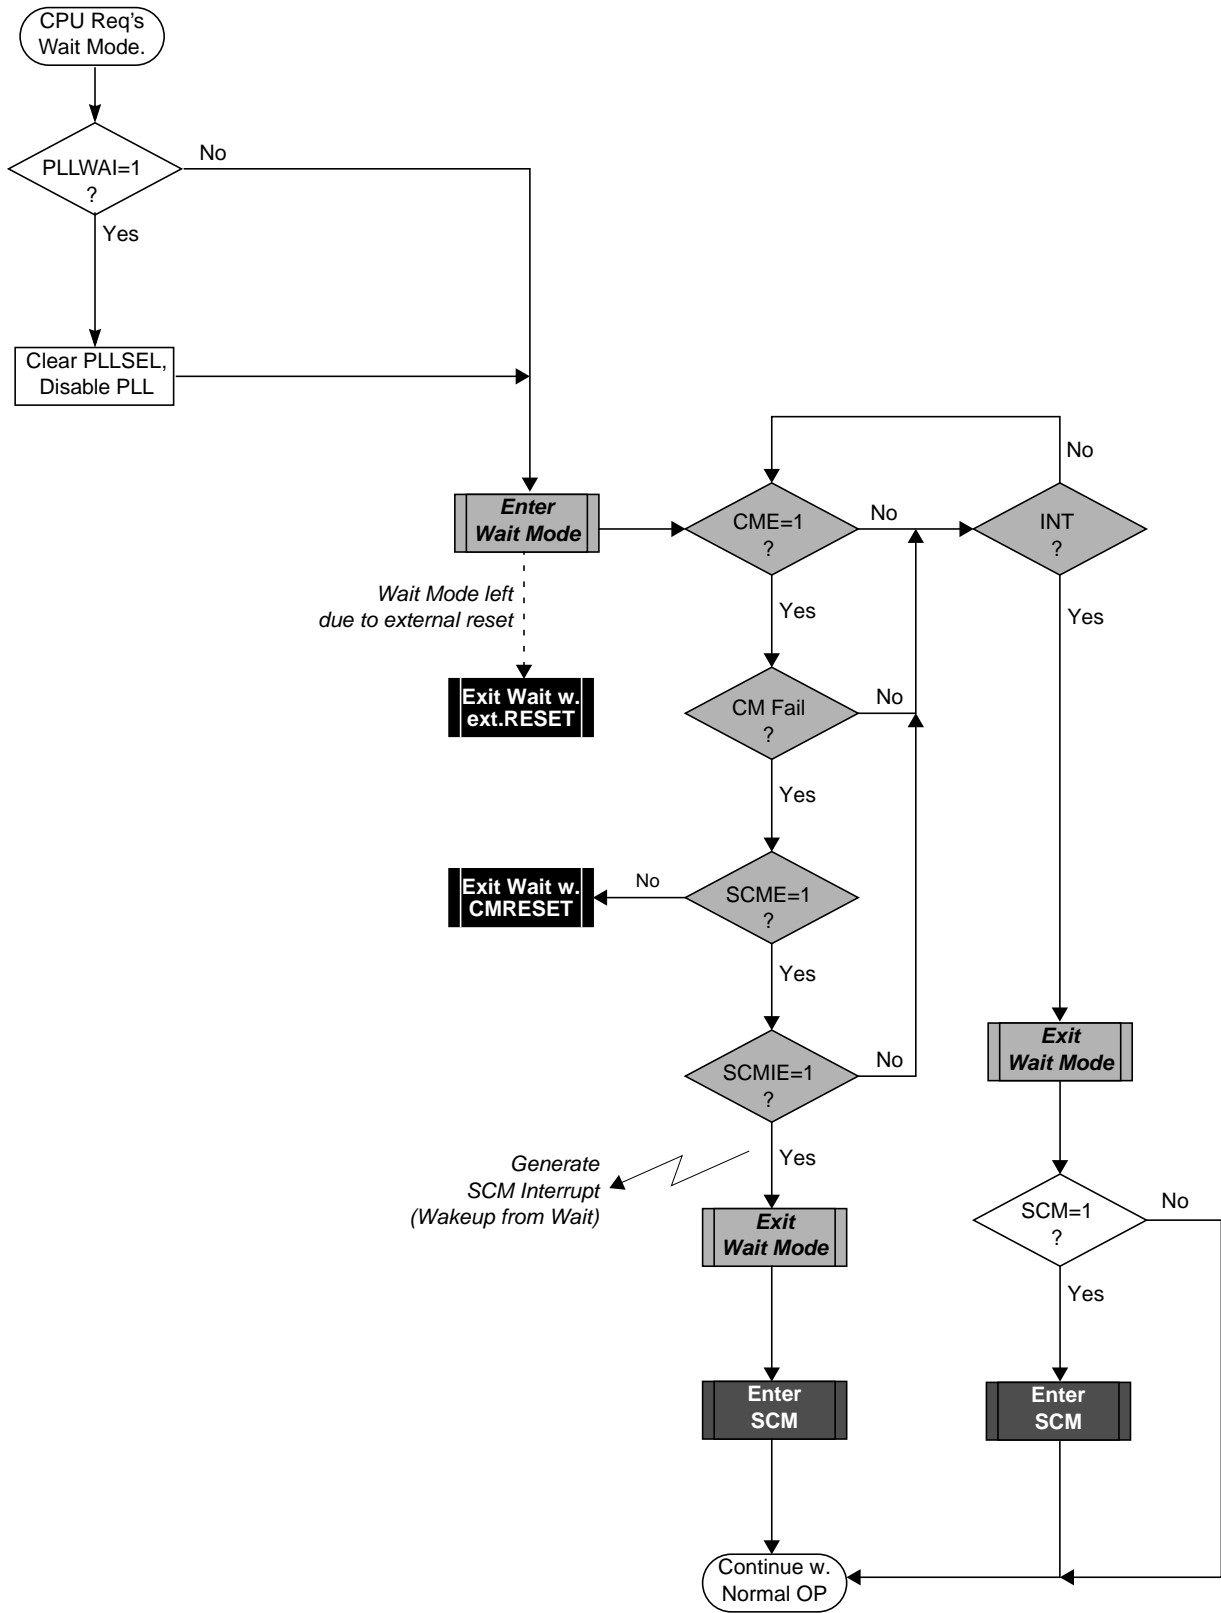 CPU Req's
Wait Mode.
PLLWAI=1
?
No
Yes
Clear PLLSEL,
Disable PLL
No
Enter
Wait Mode
CME=1
?
No
INT
?
Wait Mode left
due to external reset
Yes
Yes
Exit Wait w.
ext.RESET
CM Fail
?
No
Yes
Exit Wait w.
CMRESET
No
SCME=1
?
Yes
SCMIE=1
?
No
Exit
Wait Mode
Generate
SCM Interrupt
(Wakeup from Wait)
Yes
Exit
Wait Mode
SCM=1
?
No
Yes
Enter
SCM
Enter
SCM
Continue w.
Normal OP